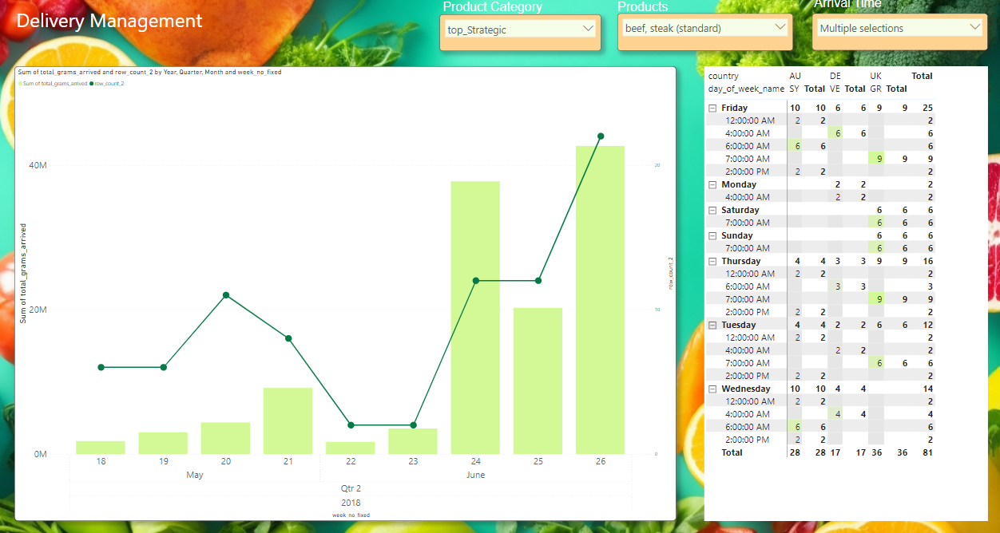 Delivery Management
Product Category
Products
Arrival Time
top_Strategic
beef, steak (standard)
Multiple selections
Sum of total_grams_arrived and row_count_2 by Year, Quarter, Month and week_no_fixed
Sum of total_grams_arrived row_count_2
40M
20M
0M
Sum of total_grams_arrived
20
10
0
row_count_2
18 19 20 21 22 23 24 25 26
May June
Qtr 2
2018
week_no_fixed
country AU DE UK Total
day_of_week_name SY Total VE Total GR Total
Friday 10 10 6 6 9 9 25
12:00:00 AM 2 2 2
4:00:00 AM 6 6 6
6:00:00 AM 6 6 6
7:00:00 AM 9 9 9
2:00:00 PM 2 2 2
Monday 2 2 2
4:00:00 AM 2 2 2
Saturday 6 6 6
7:00:00 AM 6 6 6
Sunday 6 6 6
7:00:00 AM 6 6 6
Thursday 4 4 3 3 9 9 16
12:00:00 AM 2 2 2
6:00:00 AM 3 3 3
7:00:00 AM 9 9 9
2:00:00 PM 2 2 2
Tuesday 4 4 2 2 6 6 12
12:00:00 AM 2 2 2
4:00:00 AM 2 2 2
7:00:00 AM 6 6 6
2:00:00 PM 2 2 2
Wednesday 10 10 4 4 14
12:00:00 AM 2 2 2
4:00:00 AM 4 4 4
6:00:00 AM 6 6 6
2:00:00 PM 2 2 2
Total 28 28 17 17 36 36 81